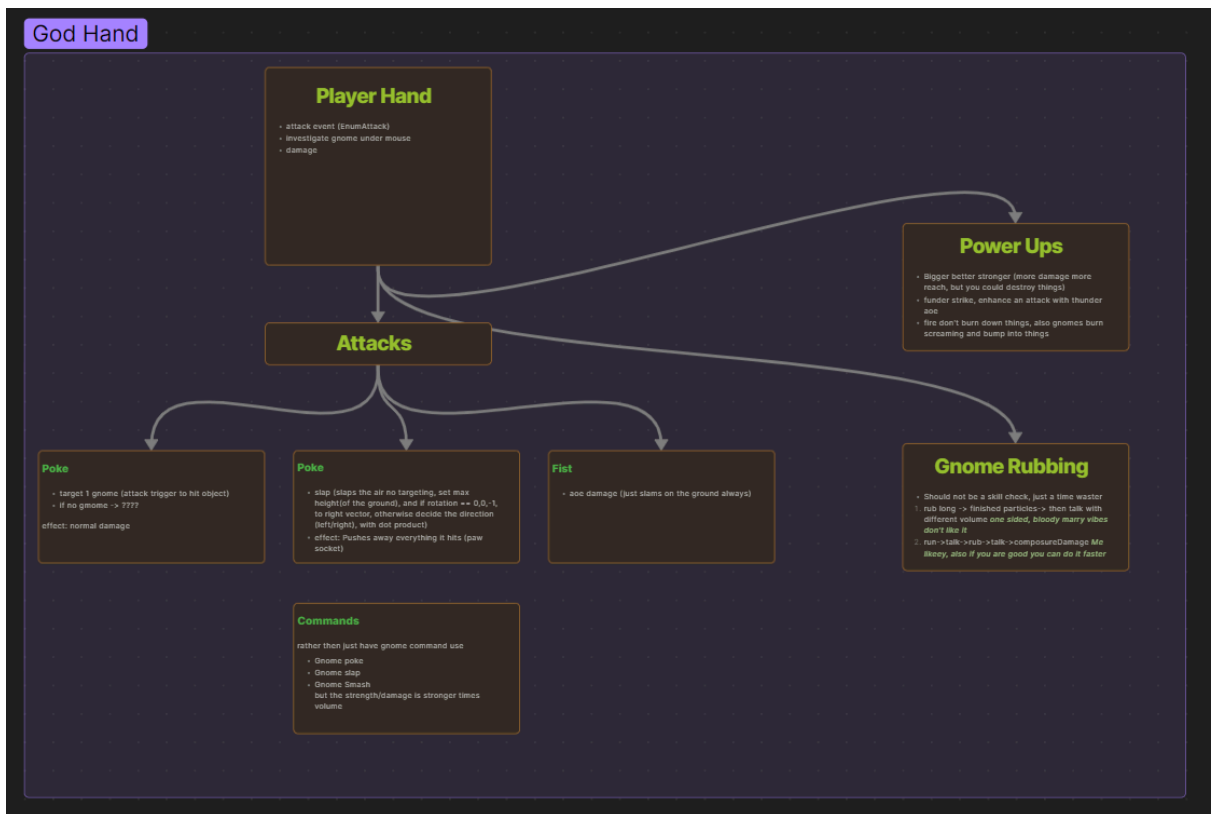 God Hand
Player Hand
• attack event (EnumAttack)
• investigate gnome under mouse
• damage
Power Ups
• Bigger better stronger (more damage more
reach, but you could destroy things)
• funder strike, enhance an attack with thunder
aoe
• fire don't burn down things, also gnomes burn
screaming and bump into things
Attacks
Poke
• target 1 gnome (attack trigger to hit object)
• if no gmome -> ????
effect: normal damage
Poke
• slap (slaps the air no targeting, set max
height(of the ground), and if rotation == 0,0,-1,
to right vector, otherwise decide the direction
(left/right), with dot product)
• effect: Pushes away everything it hits (paw
socket)
Fist
• aoe damage (just slams on the ground always)
Gnome Rubbing
• Should not be a skill check, just a time waster
1. rub long -> finished particles-> then talk with
different volume one sided, bloody marry vibes
don't like it
2. run->talk->rub->talk->composureDamage Me
likeey, also if you are good you can do it faster
Commands
rather then just have gnome command use
• Gnome poke
• Gnome slap
• Gnome Smash
but the strength/damage is stronger times
volume